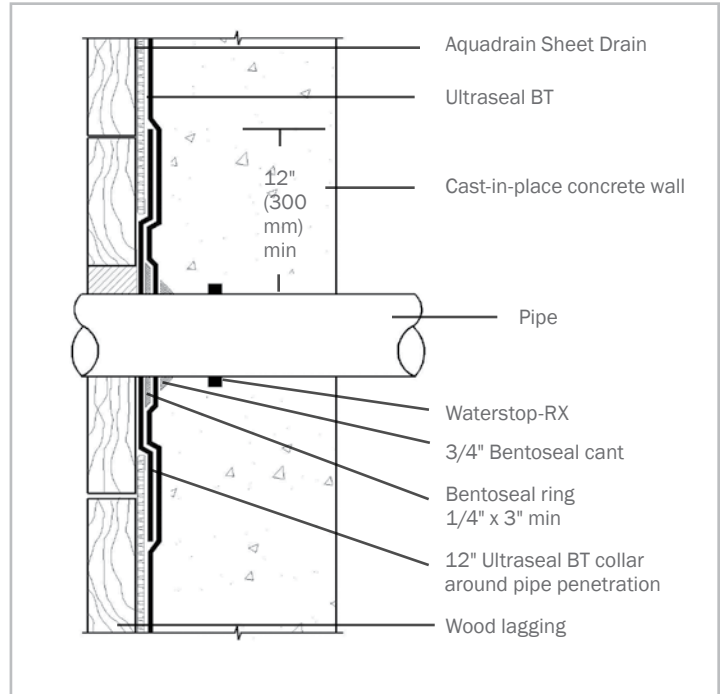 Aquadrain Sheet Drain
Ultraseal BT
12"
(300
mm)
min
Cast-in-place concrete wall
Pipe
Waterstop-RX
3/4" Bentoseal cant
Bentoseal ring
1/4" x 3" min
12" Ultraseal BT collar
around pipe penetration
Wood lagging